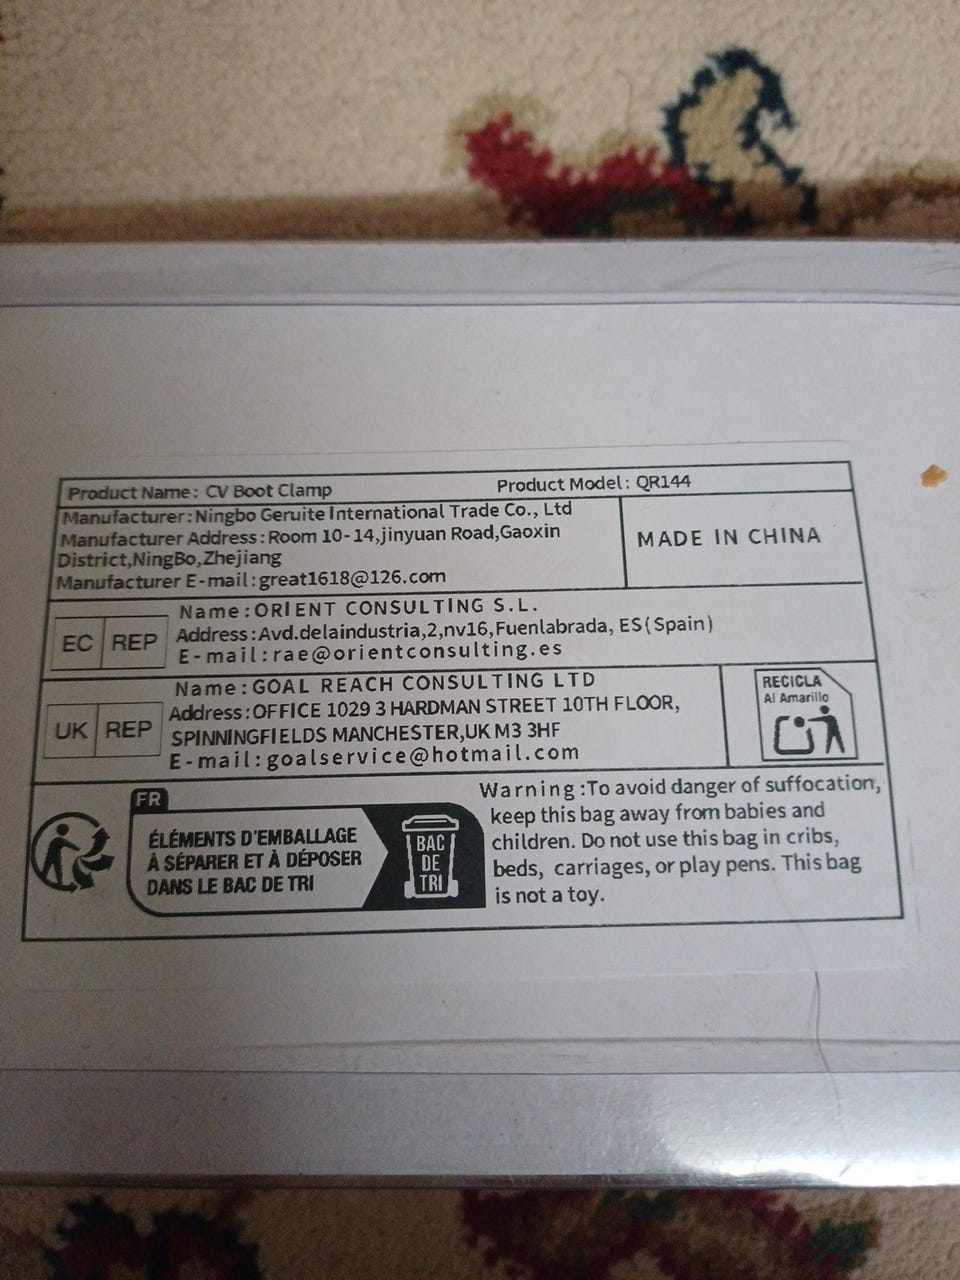 Product Name: CV Boot Clamp Product Model: QR144
Manufacturer:Ningbo Geruite International Trade Co., Ltd
Manufacturer Address:Room 10-14,jinyuan Road,Gaoxin
District,NingBo,Zhejiang
Manufacturer E-mail:great1618@126.com
MADE IN CHINA
EC REP
Name:ORIENT CONSULTING S.L.
Address:Avd.delaindustria,2,nv16,Fuenlabrada, ES(Spain)
E-mail:rae@orientconsulting.es
UK REP
Name:GOAL REACH CONSULTING LTD
Address:OFFICE 1029 3 HARDMAN STREET 10TH FLOOR,
SPINNINGFIELDS MANCHESTER,UK M3 3HF
E-mail:goalservice@hotmail.com
RECICLA
Al Amarillo
FR
ÉLÉMENTS D'EMBALLAGE
À SÉPARER ET À DÉPOSER
DANS LE BAC DE TRI
BAC
DE
TRI
Warning:To avoid danger of suffocation,
keep this bag away from babies and
children. Do not use this bag in cribs,
beds, carriages, or play pens. This bag
is not a toy.